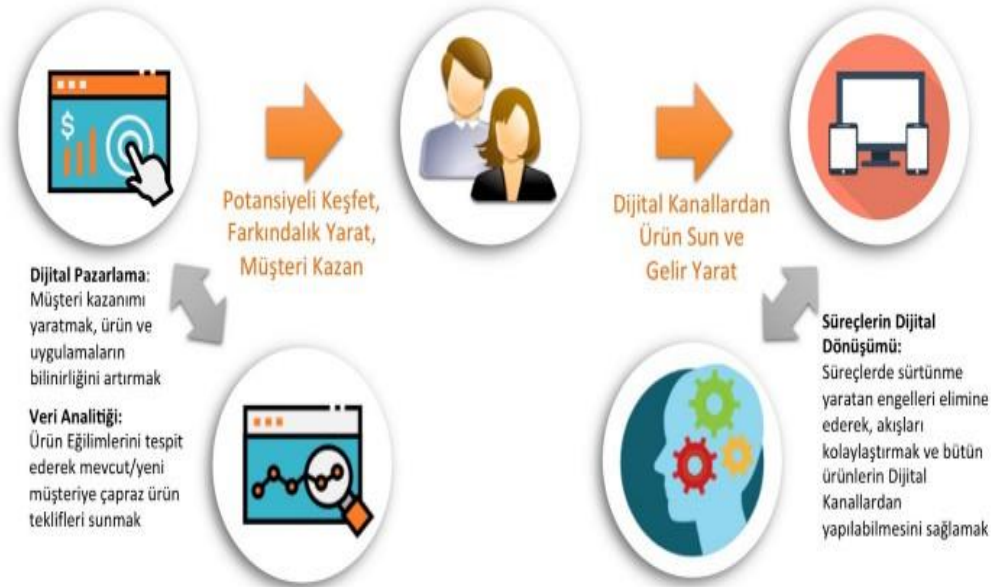 $
Potansiyeli Keşfet,
Farkındalık Yarat,
Müşteri Kazan
Dijital Kanallardan
Ürün Sun ve
Gelir Yarat
Dijital Pazarlama:
Müşteri kazanımı
yaratmak, ürün ve
uygulamaların
bilinirliğini artırmak
Veri Analitiği:
Ürün Eğilimlerini tespit
ederek mevcut/yeni
müşteriye çapraz ürün
teklifleri sunmak
Süreçlerin Dijital
Dönüşümü:
Süreçlerde sürtünme
yaratan engelleri elimine
ederek, akışları
kolaylaştırmak ve bütün
ürünlerin Dijital
Kanallardan
yapılabilmesini sağlamak